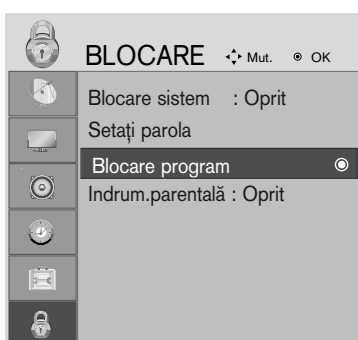 BLOCARE Mut. OK
Blocare sistem : Oprit
Setați parola
Blocare program
Indrum.parentală : Oprit